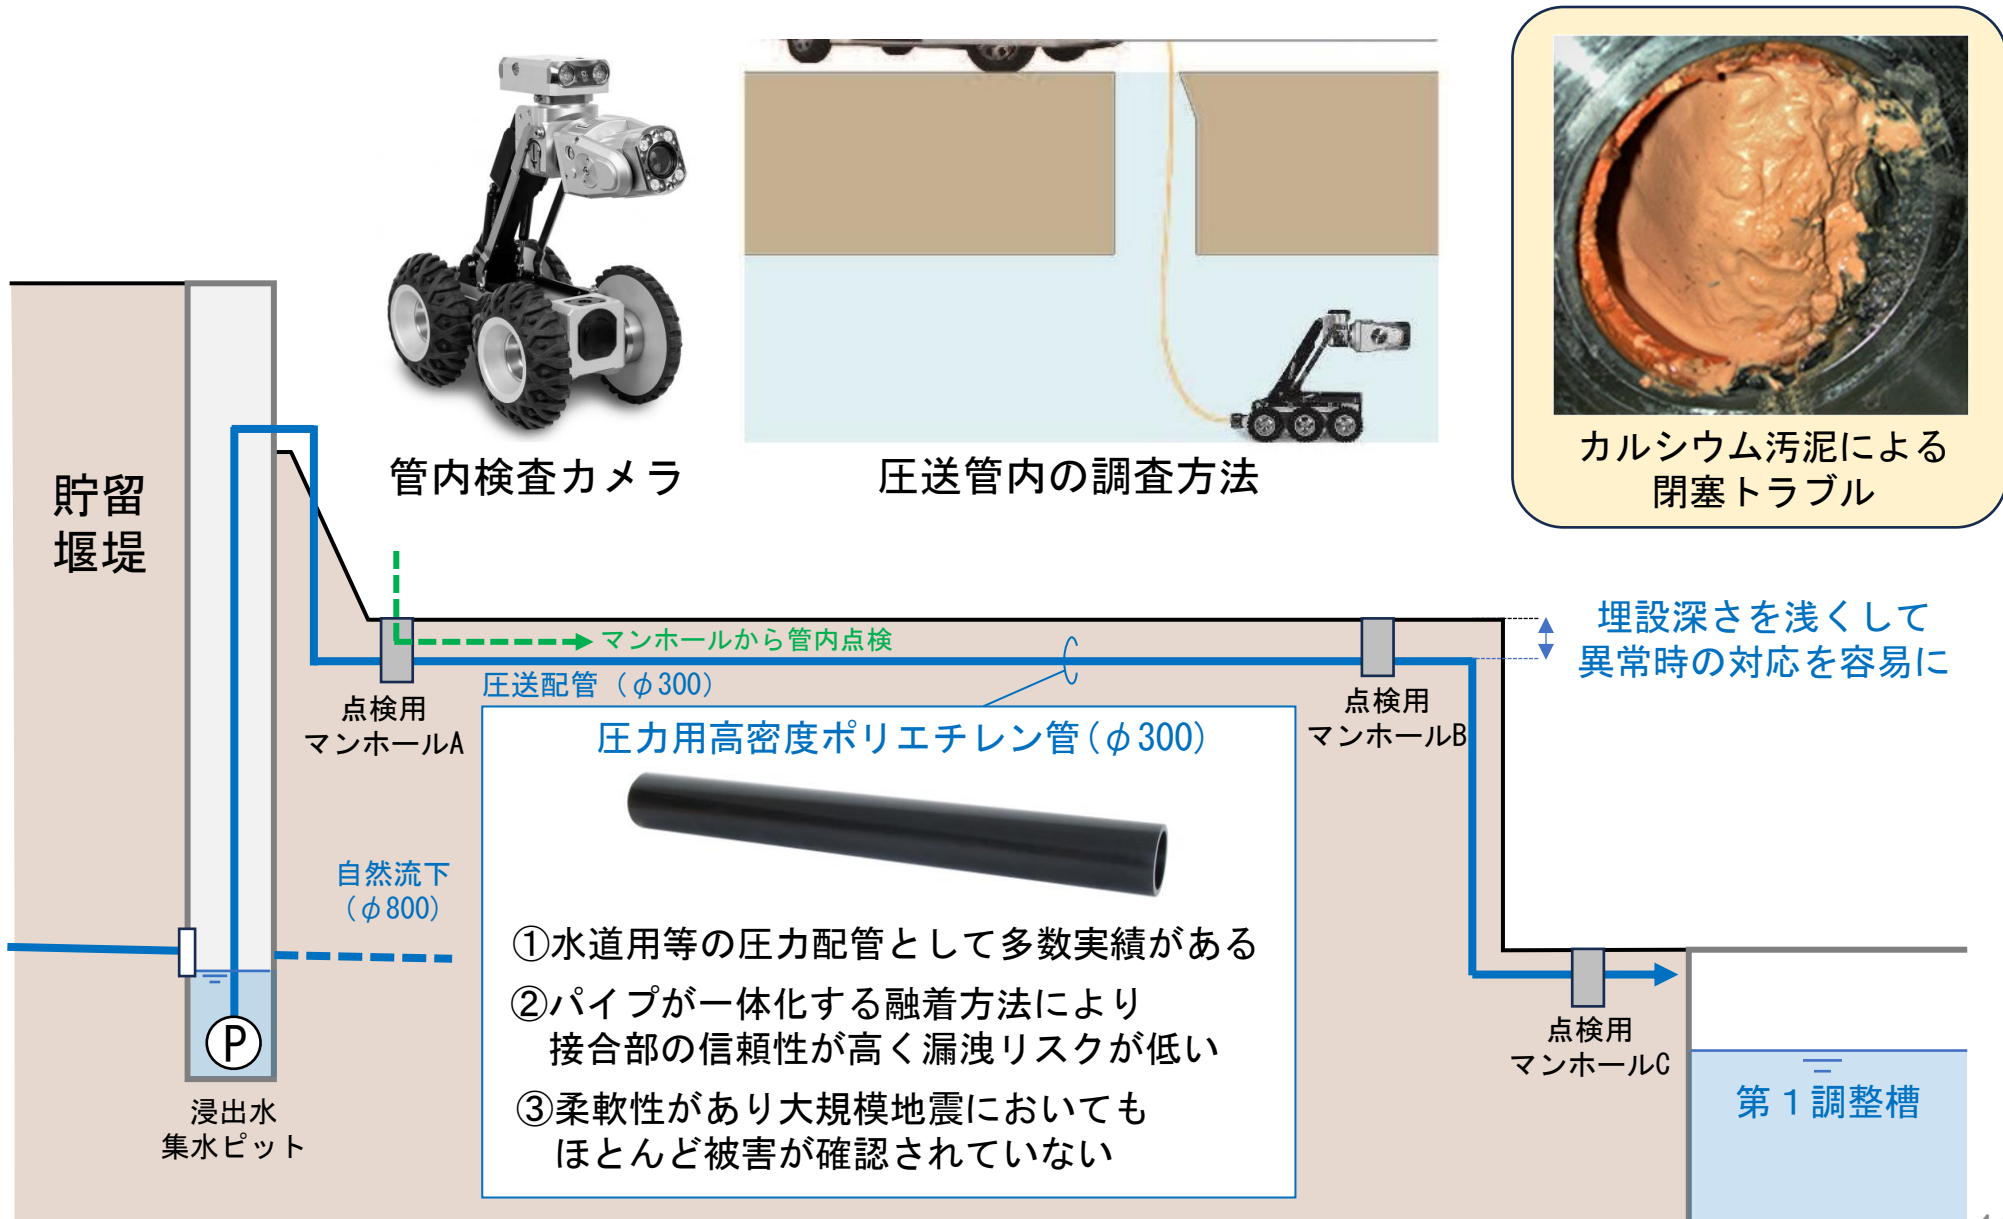 管内検査カメラ
圧送管内の調査方法
カルシウム汚泥による
閉塞トラブル
貯留
堰堤
マンホールから管内点検
埋設深さを浅くして
異常時の対応を容易に
圧送配管（φ300）
点検用
マンホールA
点検用
マンホールB
圧力用高密度ポリエチレン管(φ300)
自然流下
（φ800）
①水道用等の圧力配管として多数実績がある
②パイプが一体化する融着方法により
接合部の信頼性が高く漏洩リスクが低い
③柔軟性があり大規模地震においても
ほとんど被害が確認されていない
P
浸出水
集水ピット
点検用
マンホールC
第１調整槽